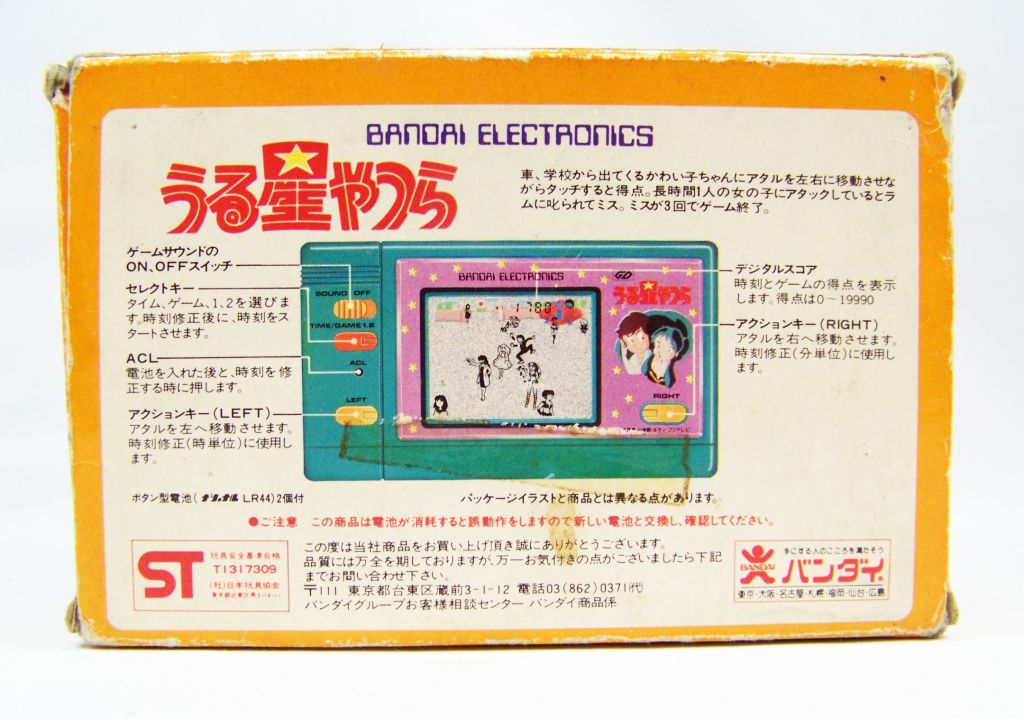 BANDAI ELECTRONICS
うる星やつら
車、学校から出てくるかわい子ちゃんにアタルを左右に移動させな
がらタッチすると得点。長時間1人の女の子にアタックしているとラ
ムに叱られてミス。ミスが3回でゲーム終了。
ゲームサウンドの
ON、OFFスイッチ
セレクトキー
タイム、ゲーム、1、2を選びま
す。時刻修正後に、時刻をス
タートさせます。
ACL
電池を入れた後と、時刻を修
正する時に押します。
アクションキー(LEFT)
アタルを左へ移動させます。
時刻修正(時単位)に使用し
ます。
SOUND OFF
TIME/GAME1.B
ACL
LEFT
BANDAI ELECTRONICS
GD
うる星やつら
1780
RIGHT
デジタルスコア
時刻とゲームの得点を表示
します。得点は0～19990
アクションキー(RIGHT)
アタルを右へ移動させます。
時刻修正(分単位)に使用し
ます。
ボタン型電池(ナショナル LR44)2個付
パッケージイラストと商品とは異なる点があります。
●ご注意 この商品は電池が消耗すると誤動作をしますので新しい電池と交換し、確認してください。
ST
玩具安全基準合格
T1317309
(社)日本玩具協会
この度は当社商品をお買い上げ頂き誠にありがとうございます。
品質には万全を期しておりますが、万一お気付きの点がございましたら下記
までお問い合わせ下さい。
〒111 東京都台東区蔵前3-1-12 電話03(862)0371(代)
バンダイグループお客様相談センター バンダイ商品係
手にする人のこころを満たそう
BANDAI バンダイ®
東京・大阪・名古屋・札幌・福岡・仙台・広島